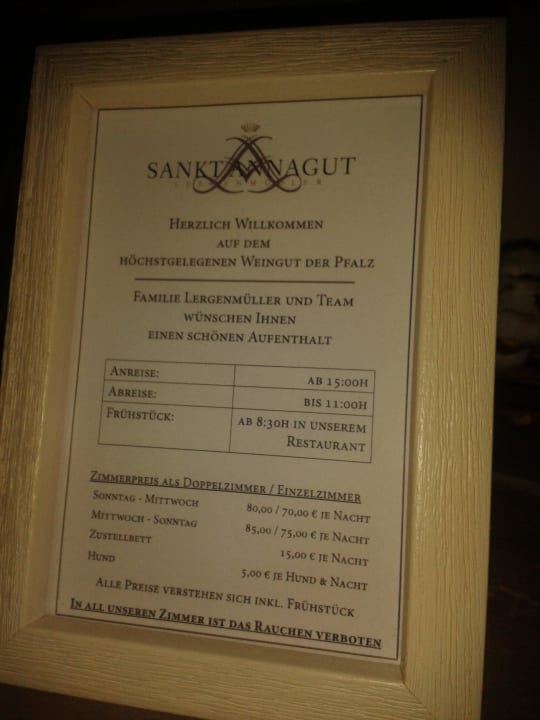 SANKT ANNAGUT
LERGENMÜLLER
HERZLICH WILLKOMMEN
AUF DEM
HÖCHSTGELEGENEN WEINGUT DER PFALZ
FAMILIE LERGENMÜLLER UND TEAM
WÜNSCHEN IHNEN
EINEN SCHÖNEN AUFENTHALT
ANREISE: AB 15:00H
ABREISE: BIS 11:00H
FRÜHSTÜCK: AB 8:30H IN UNSEREM
RESTAURANT
ZIMMERPREIS ALS DOPPELZIMMER / EINZELZIMMER
SONNTAG - MITTWOCH 80,00 / 70,00 € JE NACHT
MITTWOCH - SONNTAG 85,00 / 75,00 € JE NACHT
ZUSTELLBETT 15,00 € JE NACHT
HUND 5,00 € JE HUND & NACHT
ALLE PREISE VERSTEHEN SICH INKL. FRÜHSTÜCK
IN ALL UNSEREN ZIMMER IST DAS RAUCHEN VERBOTEN